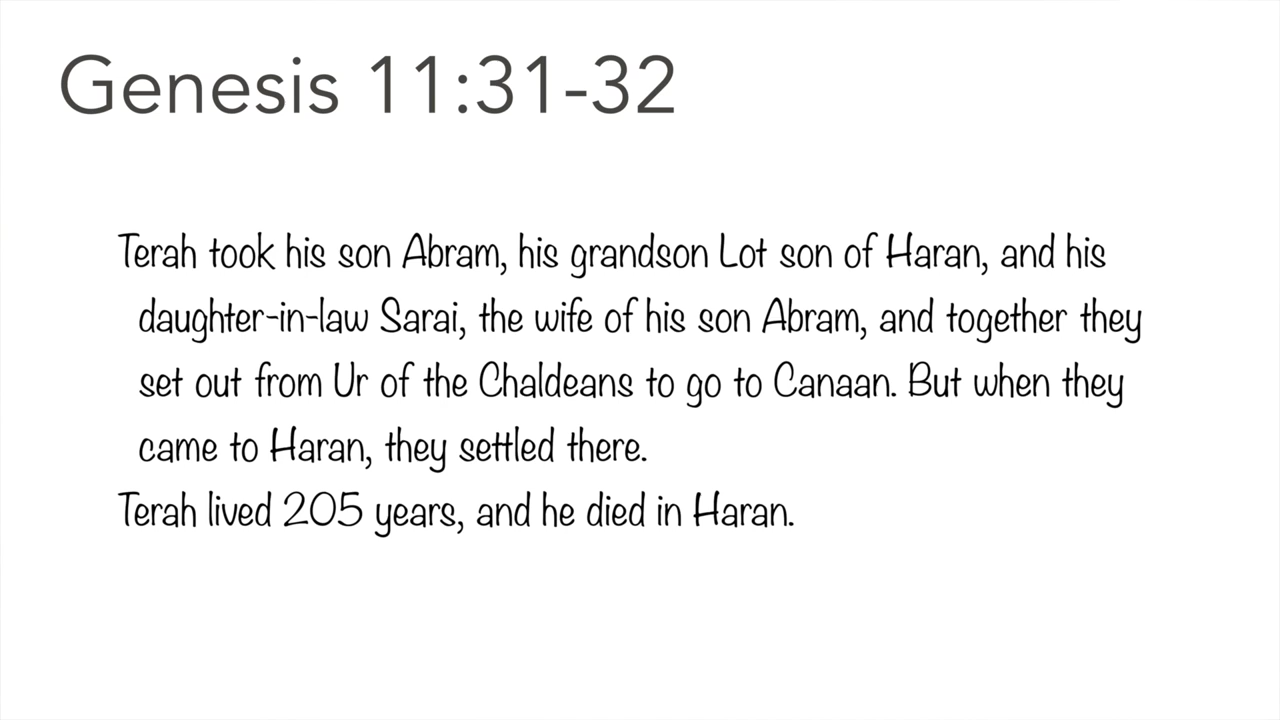 Genesis 11:31-32
Terah took his son Abram, his grandson Lot son of Haran, and his
daughter-in-law Sarai, the wife of his son Abram, and together they
set out from Ur of the Chaldeans to go to Canaan. But when they
came to Haran, they settled there.
Terah lived 205 years, and he died in Haran.